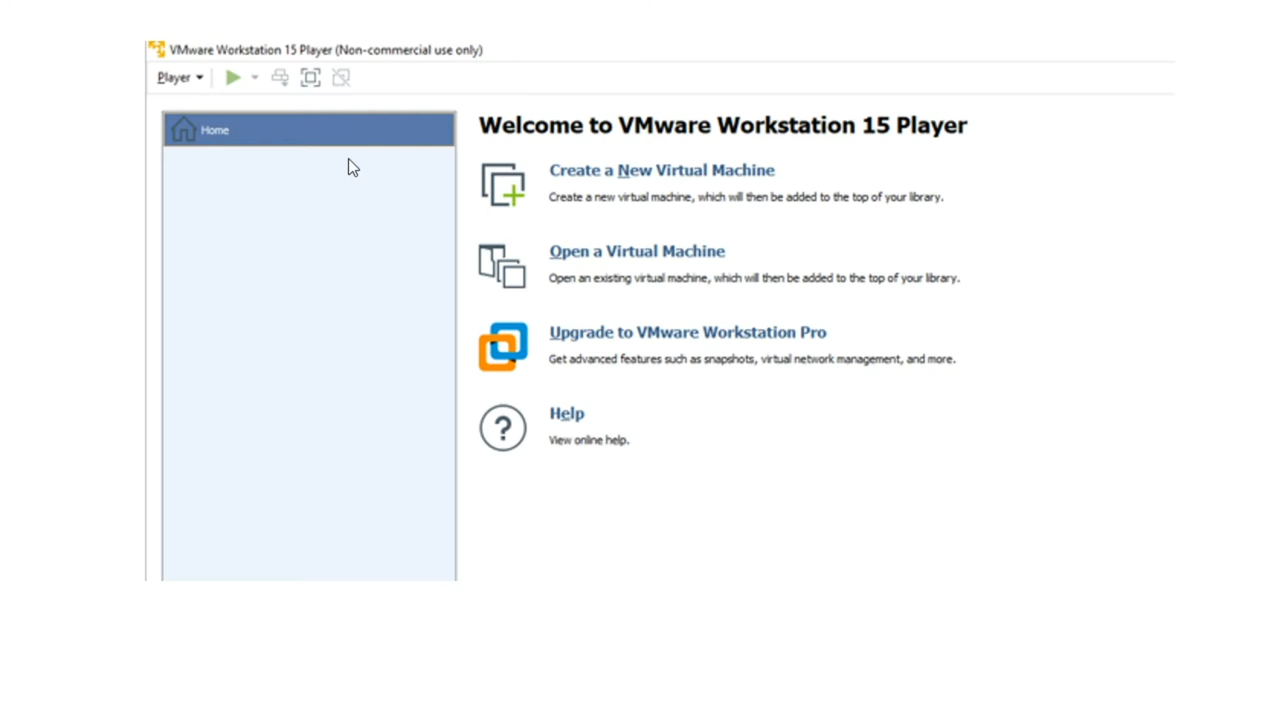 VMware Workstation 15 Player (Non-commercial use only)
Player
Home
Welcome to VMware Workstation 15 Player
Create a New Virtual Machine
Create a new virtual machine, which will then be added to the top of your library.
Open a Virtual Machine
Open an existing virtual machine, which will then be added to the top of your library.
Upgrade to VMware Workstation Pro
Get advanced features such as snapshots, virtual network management, and more.
Help
View online help.